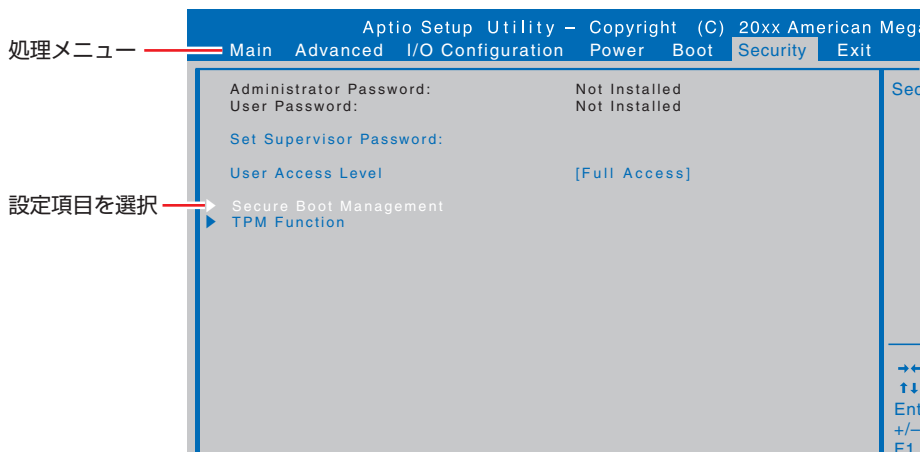 Aptio Setup Utility – Copyright (C) 20xx American Mega
処理メニュー
Main Advanced I/O Configuration Power Boot Security Exit
Administrator Password: Not Installed
User Password: Not Installed
Set Supervisor Password:
User Access Level [Full Access]
設定項目を選択
Secure Boot Management
TPM Function
Sec
→←
↑↓
Ent
+/–
F1